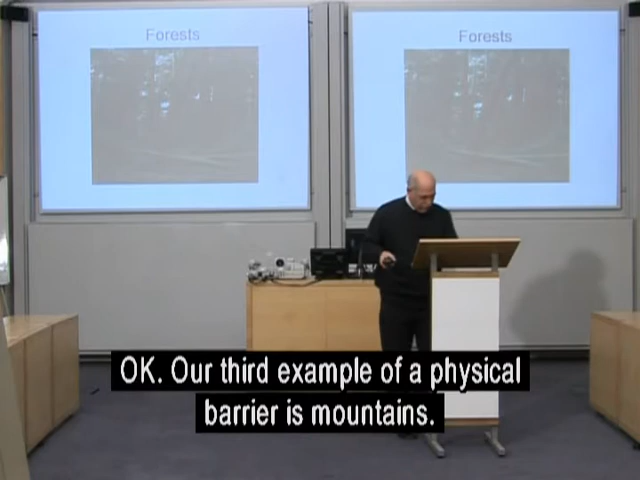 Forests
Forests
OK. Our third example of a physical
barrier is mountains.